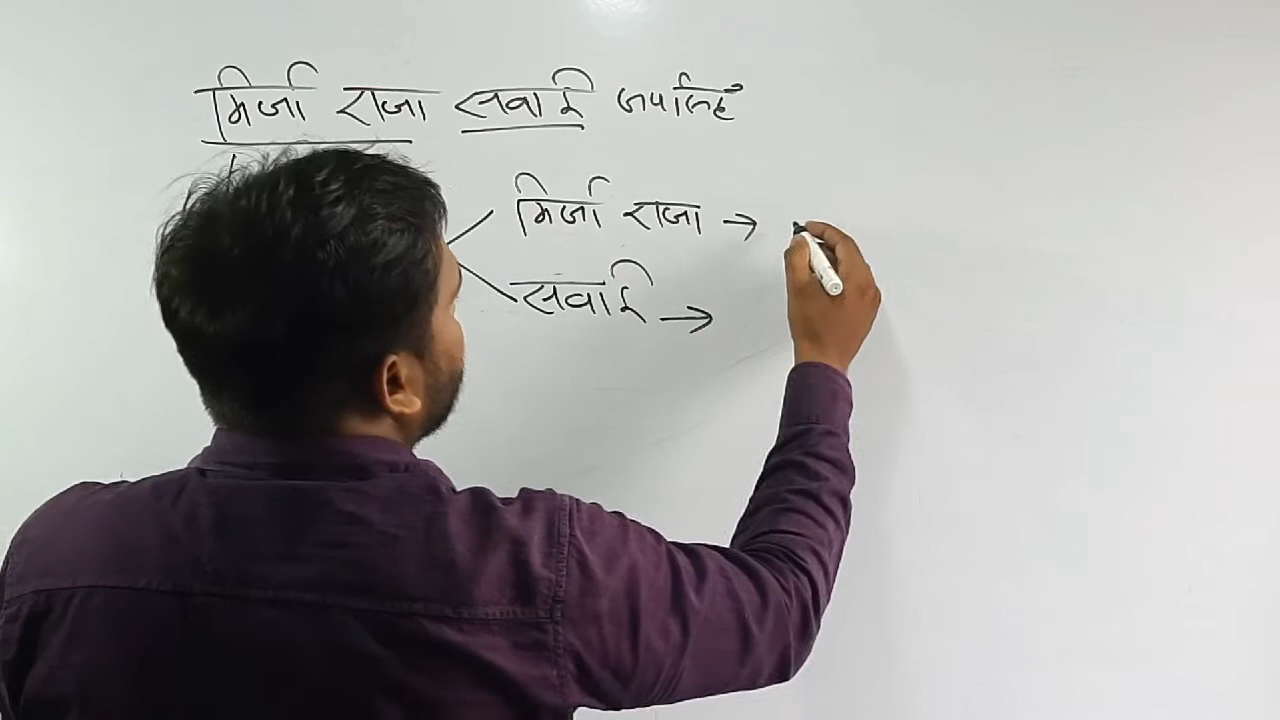 मिर्जा राजा सवाई जयसिंह
मिर्जा राजा →
सवाई →